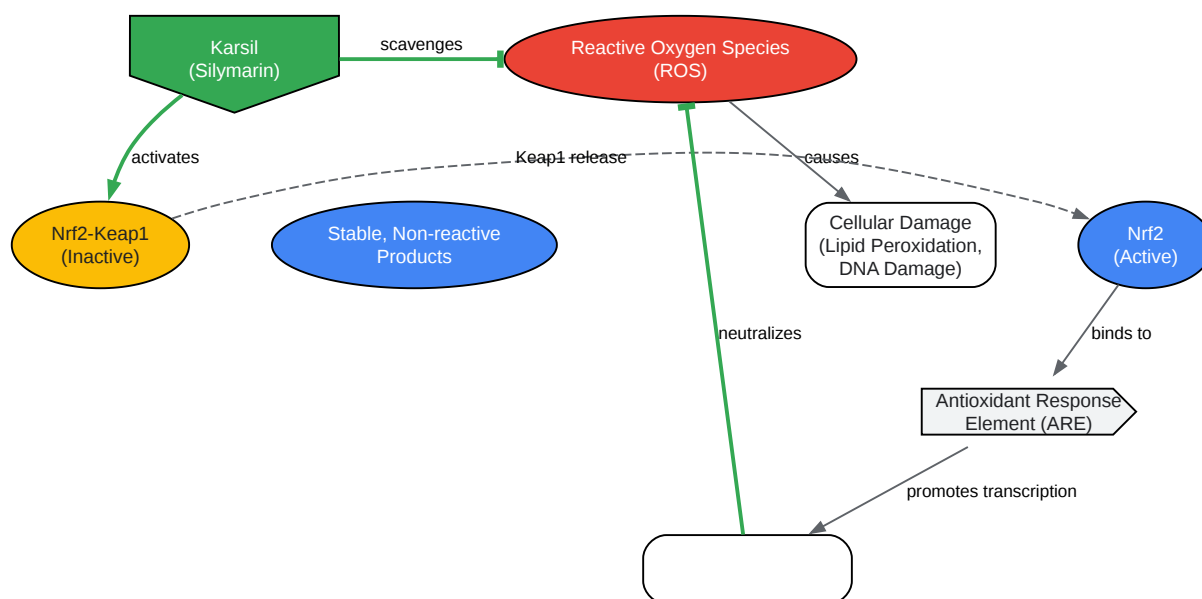 Karsil
(Silymarin)
scavenges
Reactive Oxygen Species
(ROS)
activates
Keap1 release
causes
Nrf2-Keap1
(Inactive)
Stable, Non-reactive
Products
Cellular Damage
(Lipid Peroxidation,
DNA Damage)
Nrf2
(Active)
neutralizes
binds to
Antioxidant Response
Element (ARE)
promotes transcription